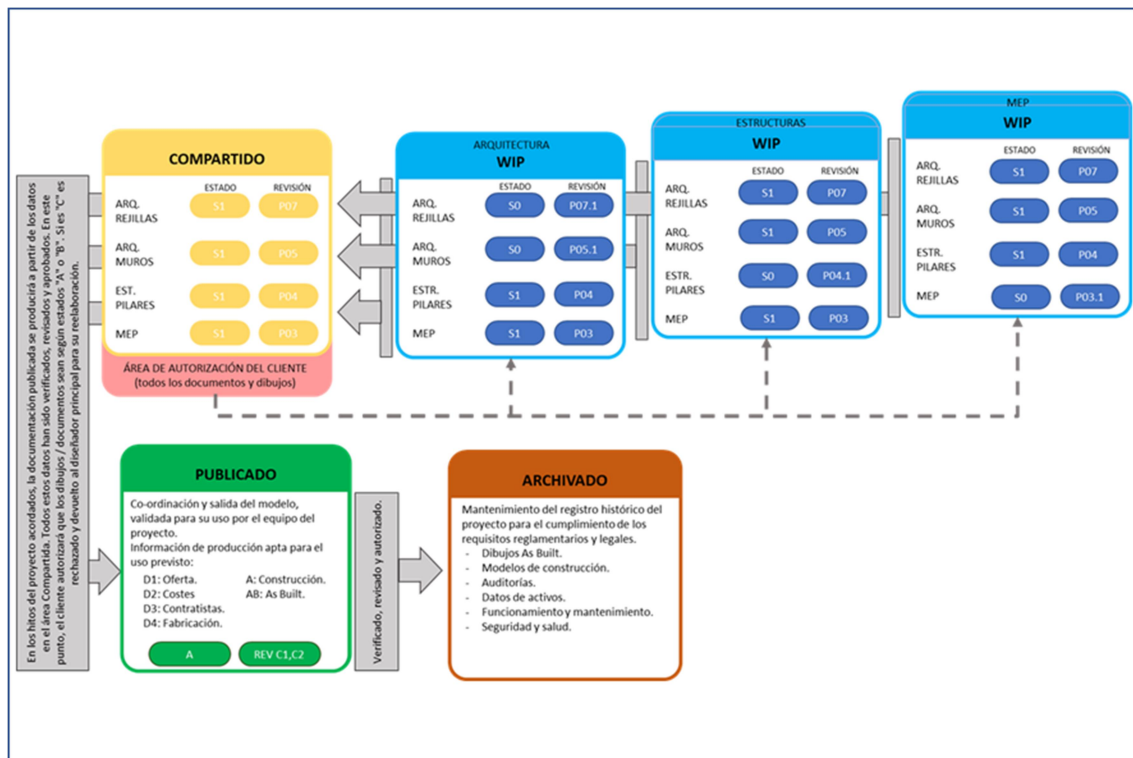 En los hitos del proyecto acordados, la documentación publicada se producirá a partir de los datos
en el área Compartida. Todos estos datos han sido verificados, revisados y aprobados. En este
punto, el cliente autorizará que los dibujos / documentos sean según estados "A" o "B". Si es "C" es
rechazado y devuelto al diseñador principal para su reelaboración.
COMPARTIDO
ESTADO REVISIÓN
ARQ. REJILLAS S1 P07
ARQ. MUROS S1 P05
EST. PILARES S1 P04
MEP S1 P03
ÁREA DE AUTORIZACIÓN DEL CLIENTE
(todos los documentos y dibujos)
ARQUITECTURA
WIP
ESTADO REVISIÓN
ARQ. REJILLAS S0 P07.1
ARQ. MUROS S0 P05.1
ESTR. PILARES S1 P04
MEP S1 P03
ESTRUCTURAS
WIP
ESTADO REVISIÓN
ARQ. REJILLAS S1 P07
ARQ. MUROS S1 P05
ESTR. PILARES S0 P04.1
MEP S1 P03
MEP
WIP
ESTADO REVISIÓN
ARQ. REJILLAS S1 P07
ARQ. MUROS S1 P05
ESTR. PILARES S1 P04
MEP S0 P03.1
PUBLICADO
Co-ordinación y salida del modelo,
validada para su uso por el equipo del
proyecto.
Información de producción apta para el
uso previsto:
D1: Oferta. A: Construcción.
D2: Costes AB: As Built.
D3: Contratistas.
D4: Fabricación.
A REV C1,C2
Verificado, revisado y autorizado.
ARCHIVADO
Mantenimiento del registro histórico del
proyecto para el cumplimiento de los
requisitos reglamentarios y legales.
- Dibujos As Built.
- Modelos de construcción.
- Auditorías.
- Datos de activos.
- Funcionamiento y mantenimiento.
- Seguridad y salud.